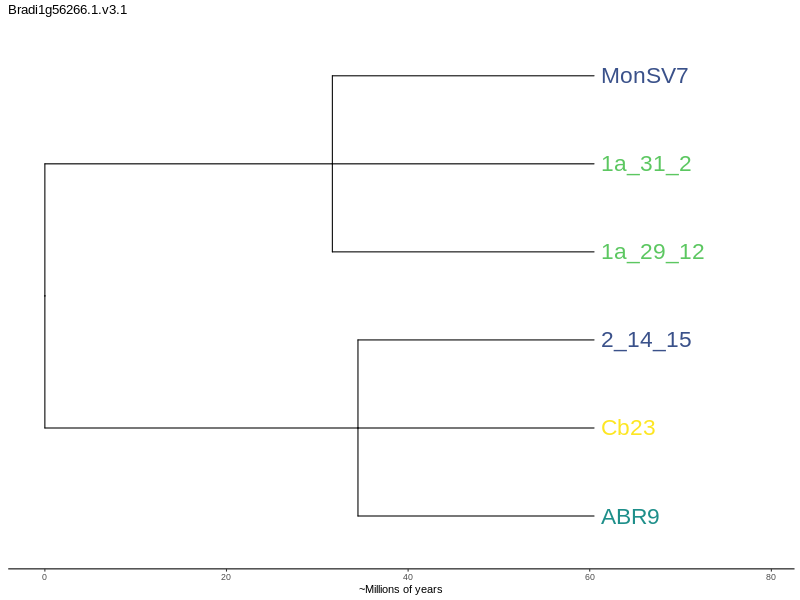 Bradi1g56266.1.v3.1
MonSV7
1a_31_2
1a_29_12
2_14_15
Cb23
ABR9
0 20 40 60 80
~Millions of years